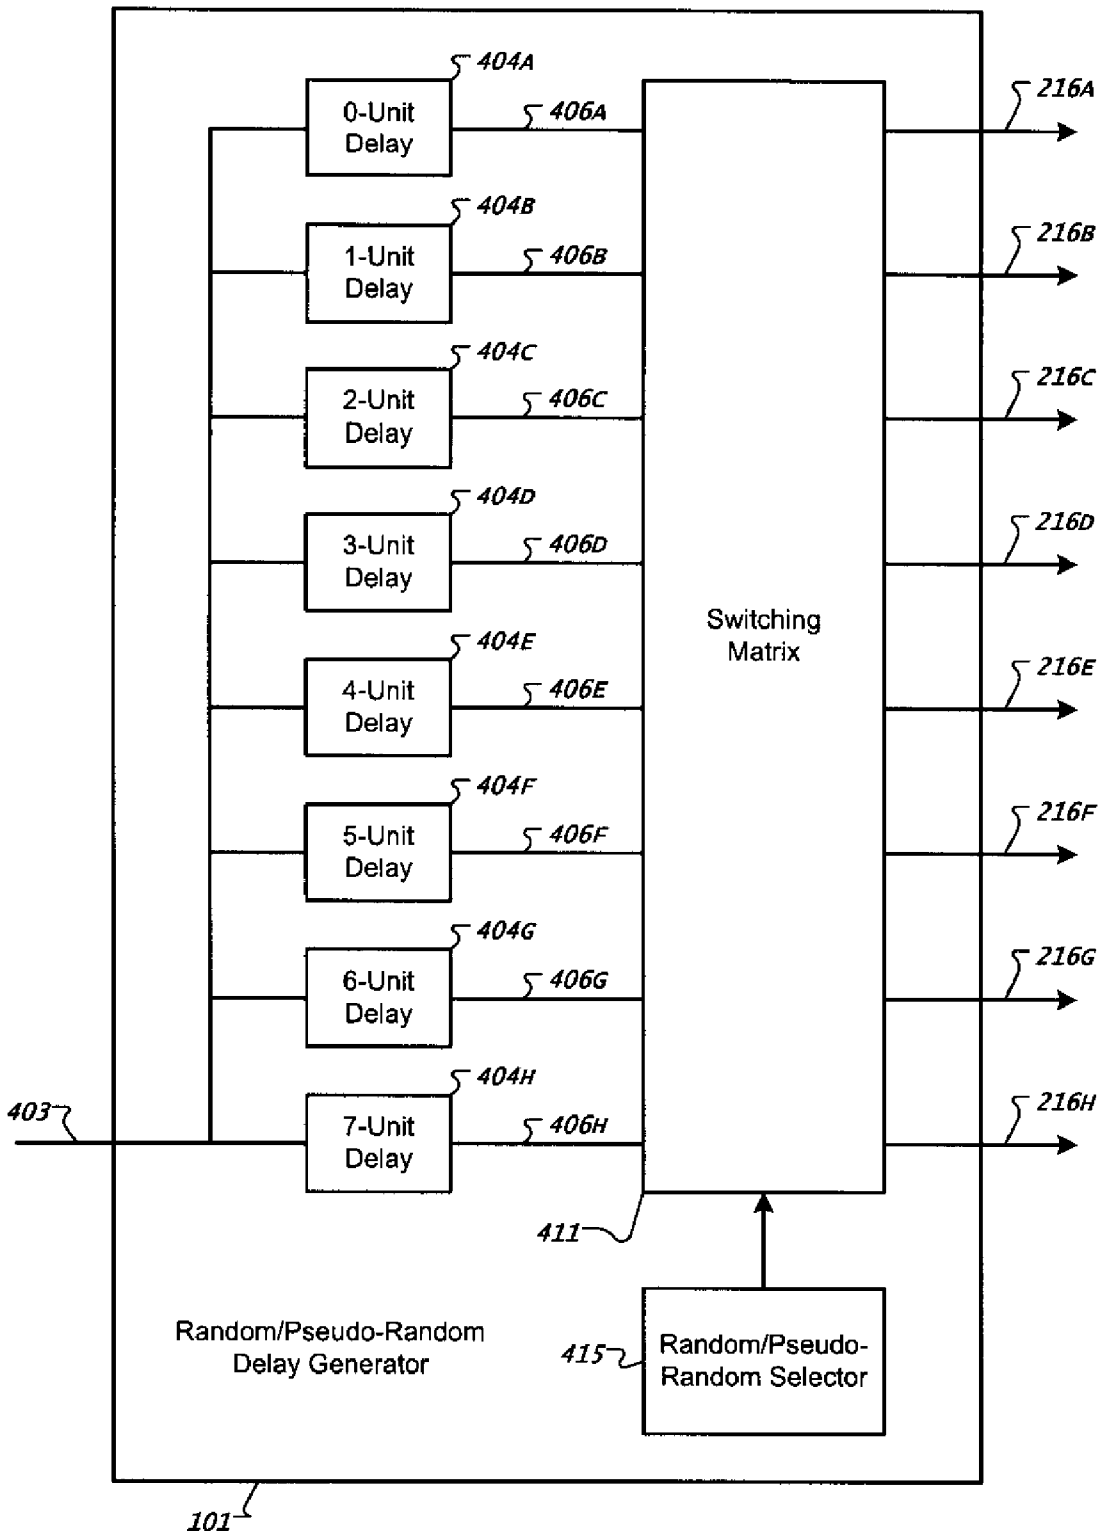 404A
216A
0-Unit
Delay
406A
404B
216B
1-Unit
Delay
406B
404C
216C
2-Unit
Delay
406C
404D
216D
3-Unit
Delay
406D
Switching
Matrix
404E
216E
4-Unit
Delay
406E
404F
216F
5-Unit
Delay
406F
404G
216G
6-Unit
Delay
406G
404H
216H
403
7-Unit
Delay
406H
411
Random/Pseudo-Random
Delay Generator
415
Random/Pseudo-
Random Selector
101